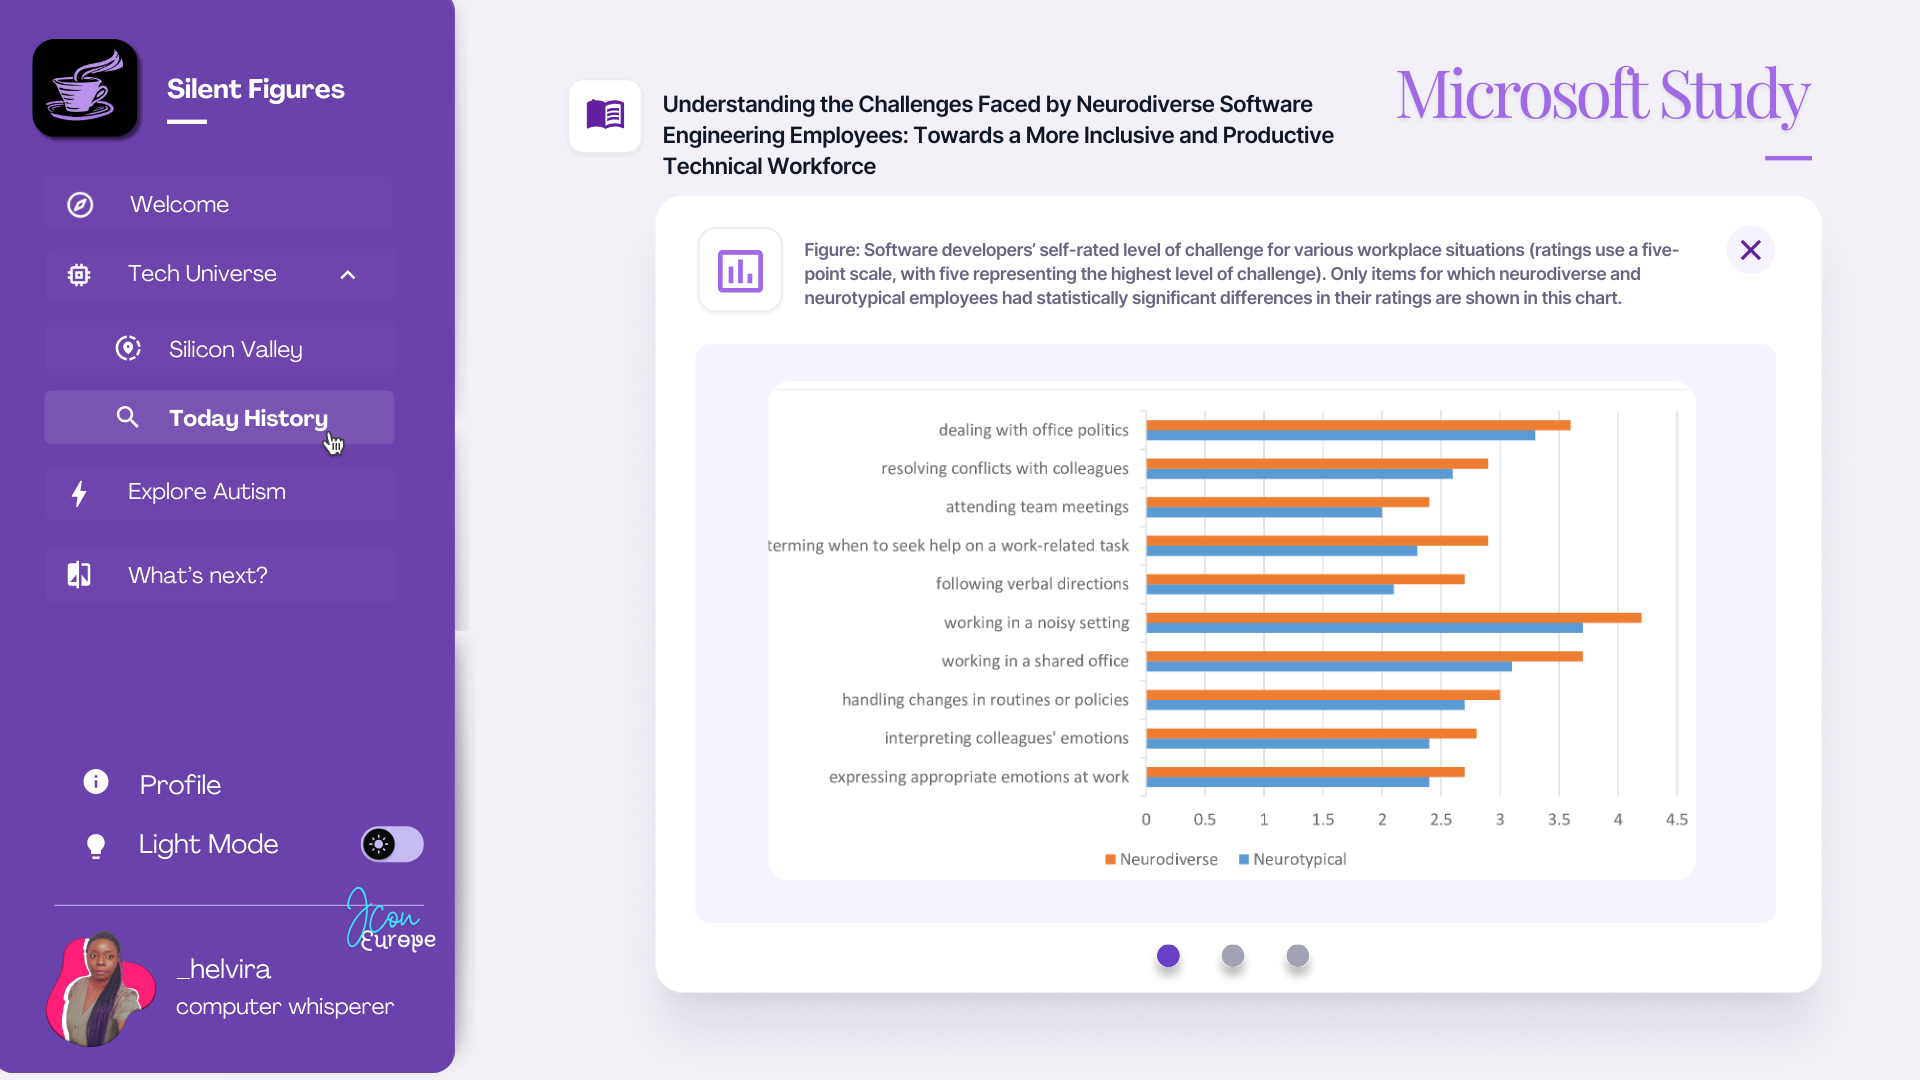 Silent Figures
Welcome
Tech Universe
Silicon Valley
Today History
Explore Autism
What's next?
Profile
Light Mode
JCon
Europe
_helvira
computer whisperer
Microsoft Study
Understanding the Challenges Faced by Neurodiverse Software
Engineering Employees: Towards a More Inclusive and Productive
Technical Workforce
Figure: Software developers' self-rated level of challenge for various workplace situations (ratings use a five-
point scale, with five representing the highest level of challenge). Only items for which neurodiverse and
neurotypical employees had statistically significant differences in their ratings are shown in this chart.
dealing with office politics
resolving conflicts with colleagues
attending team meetings
terming when to seek help on a work-related task
following verbal directions
working in a noisy setting
working in a shared office
handling changes in routines or policies
interpreting colleagues' emotions
expressing appropriate emotions at work
0 0.5 1 1.5 2 2.5 3 3.5 4 4.5
Neurodiverse Neurotypical